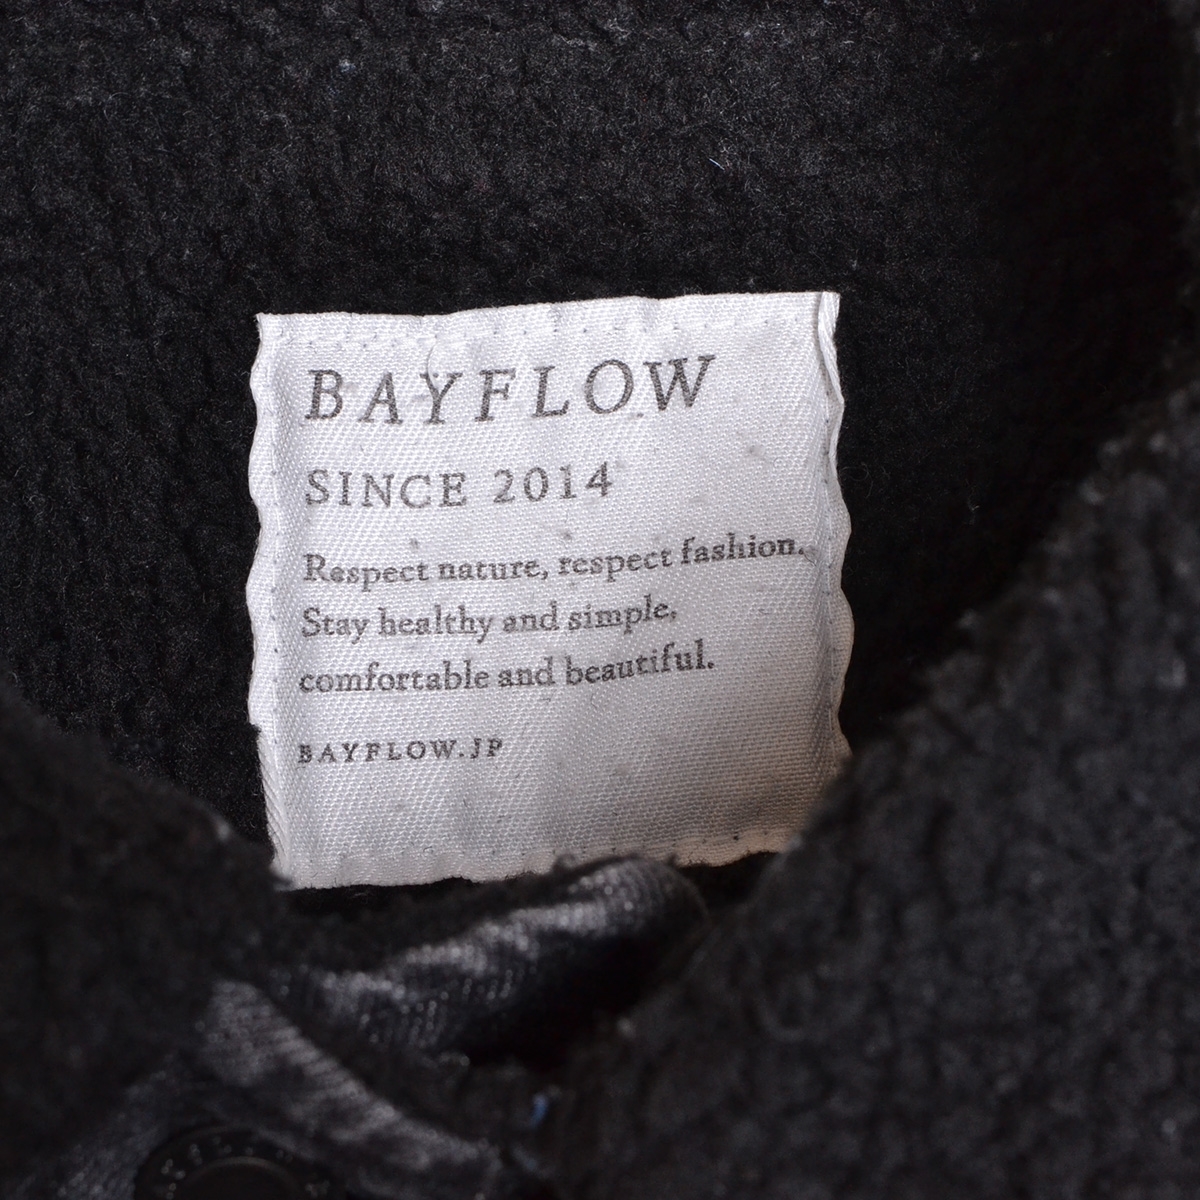 BAYFLOW
SINCE 2014
Respect nature, respect fashion.
Stay healthy and simple,
comfortable and beautiful.
BAYFLOW.JP